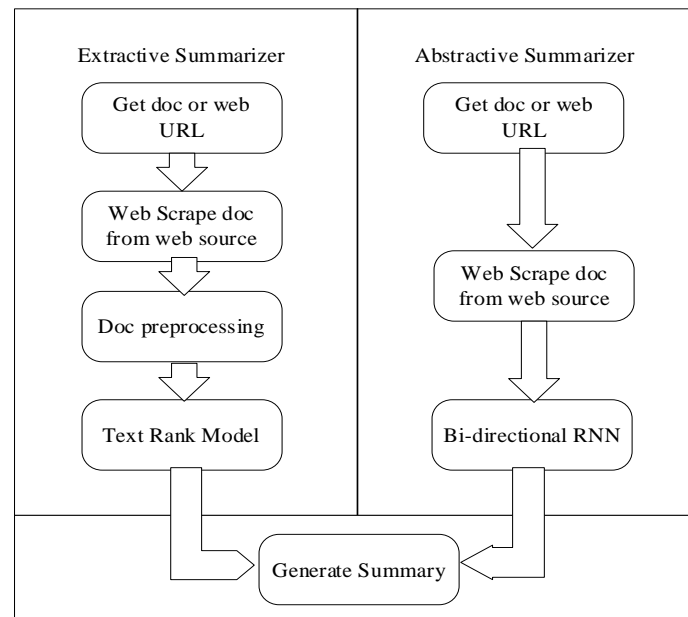 Extractive Summarizer
Get doc or web
URL
Web Scrape doc
from web source
Doc preprocessing
Text Rank Model
Abstractive Summarizer
Get doc or web
URL
Web Scrape doc
from web source
Bi-directional RNN
Generate Summary